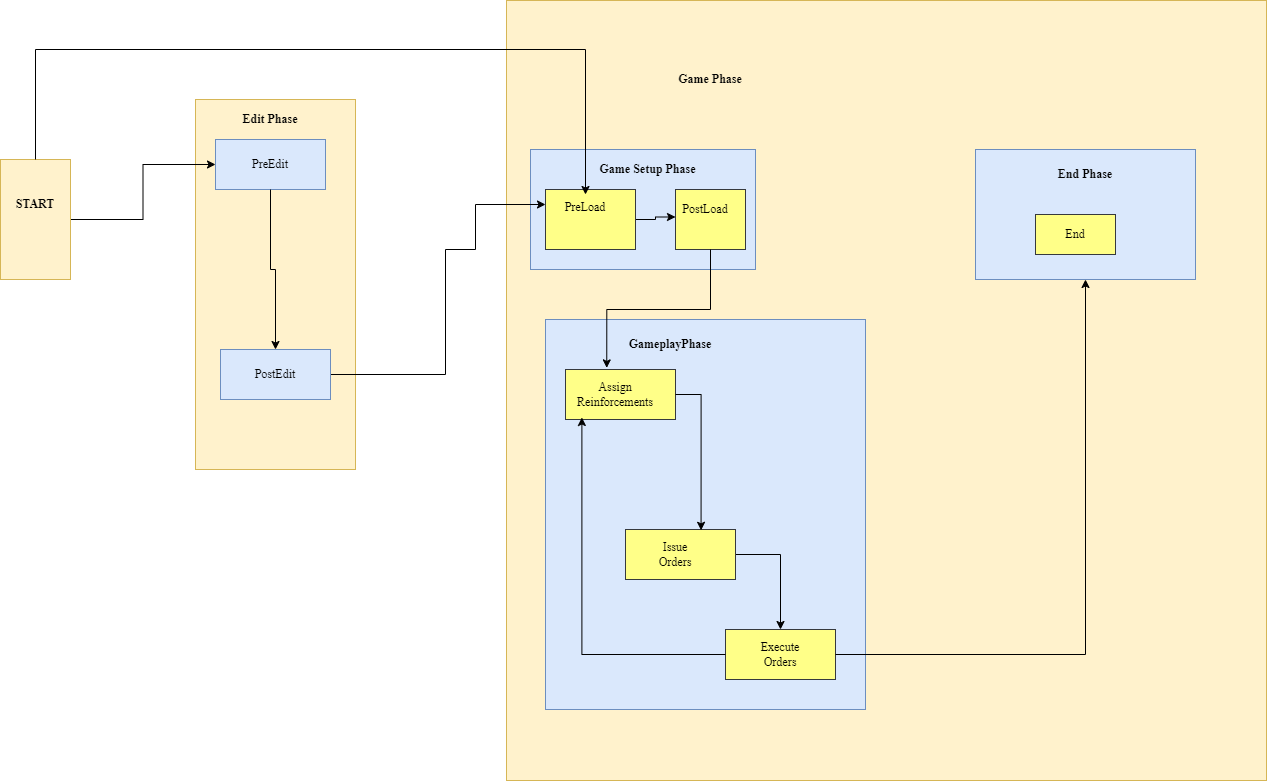 START
Edit Phase
PreEdit
PostEdit
Game Phase
Game Setup Phase
PreLoad
PostLoad
GameplayPhase
Assign
Reinforcements
Issue
Orders
Execute
Orders
End Phase
End